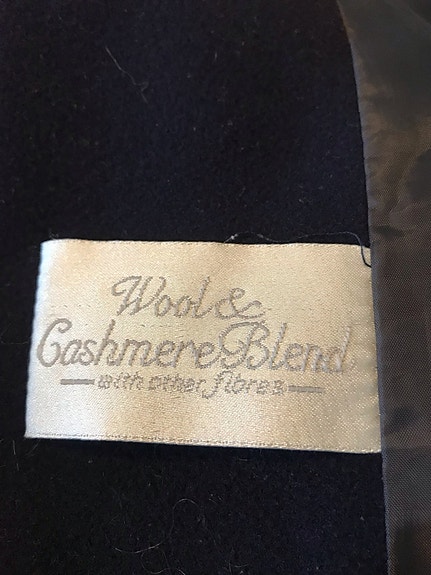 Wool &
Cashmere Blend
— with other fibres —